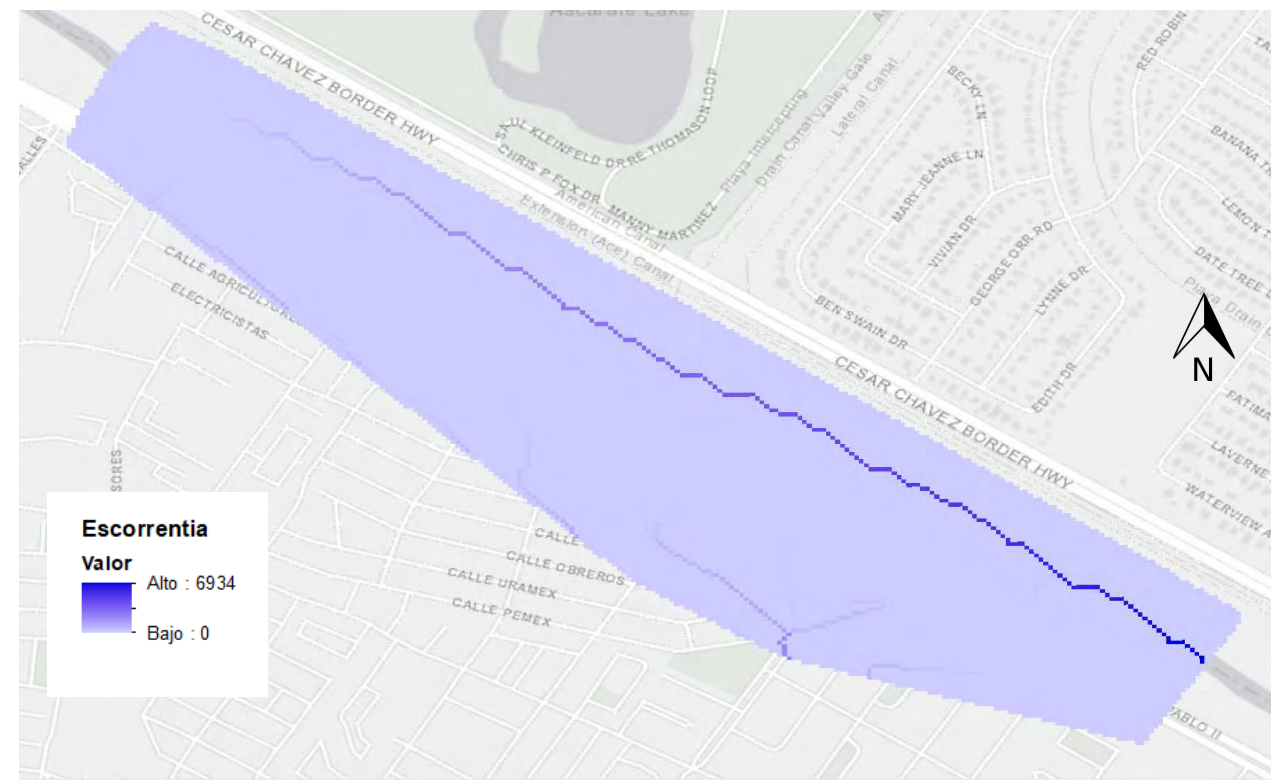 Ascarate Lake
CESAR CHAVEZ BORDER HWY
SAUL KLEINFELD DR
RE THOMASON LOOP
CHRIS P FOX DR
MANNY MARTINEZ
American Canal
Extension (Ace) Canal
Playa Intercepting
Drain Canal Valley Gate
Lateral Canal
BECKY LN
MARY JEANNE LN
VIVIAN DR
GEORGE ORR RD
LYNNE DR
BEN SWAIN DR
EDITH DR
RED ROBIN
BANANA
LEMON
DATE TREE
Playa Drain
N
FATIMA
LAVERNE
WATERVIEW
CESAR CHAVEZ BORDER HWY
CALLE
ELECTRICISTAS
CALLE
CALLE OBREROS
CALLE URAMEX
CALLE PEMEX
PABLO II
Escorrentia
Valor
Alto : 6934
Bajo : 0